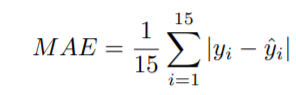 MAE = \frac{1}{15} \sum_{i=1}^{15} |y_i - \hat{y}_i|